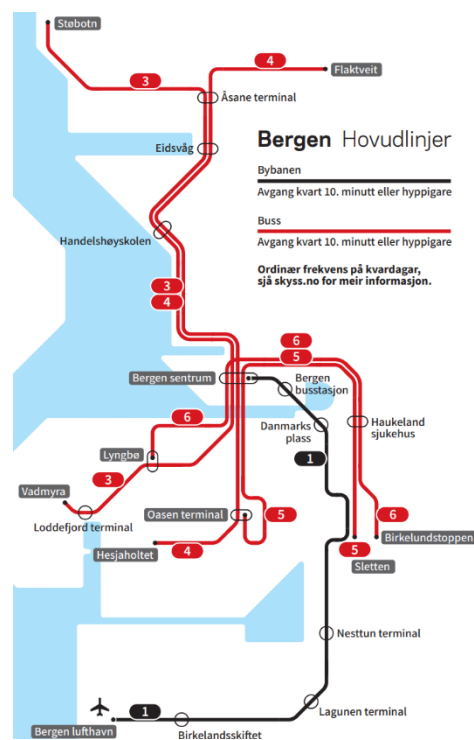 Støbotn
3
4
Flaktveit
Åsane terminal
Eidsvåg
Bergen Hovudlinjer
Bybanen
Avgang kvart 10. minutt eller hyppigare
Buss
Avgang kvart 10. minutt eller hyppigare
Ordinær frekvens på kvardagar,
sjå skyss.no for meir informasjon.
Handelshøyskolen
3
4
6
5
Bergen sentrum
Bergen
busstasjon
6
Danmarks
plass
Haukeland
sjukehus
Lyngbø
1
3
Vadmyra
Loddefjord terminal
Oasen terminal
5
6
Hesjaholtet
4
5
Birkelundstoppen
Sletten
Nesttun terminal
1
Lagunen terminal
Bergen lufthavn
Birkelandsskiftet